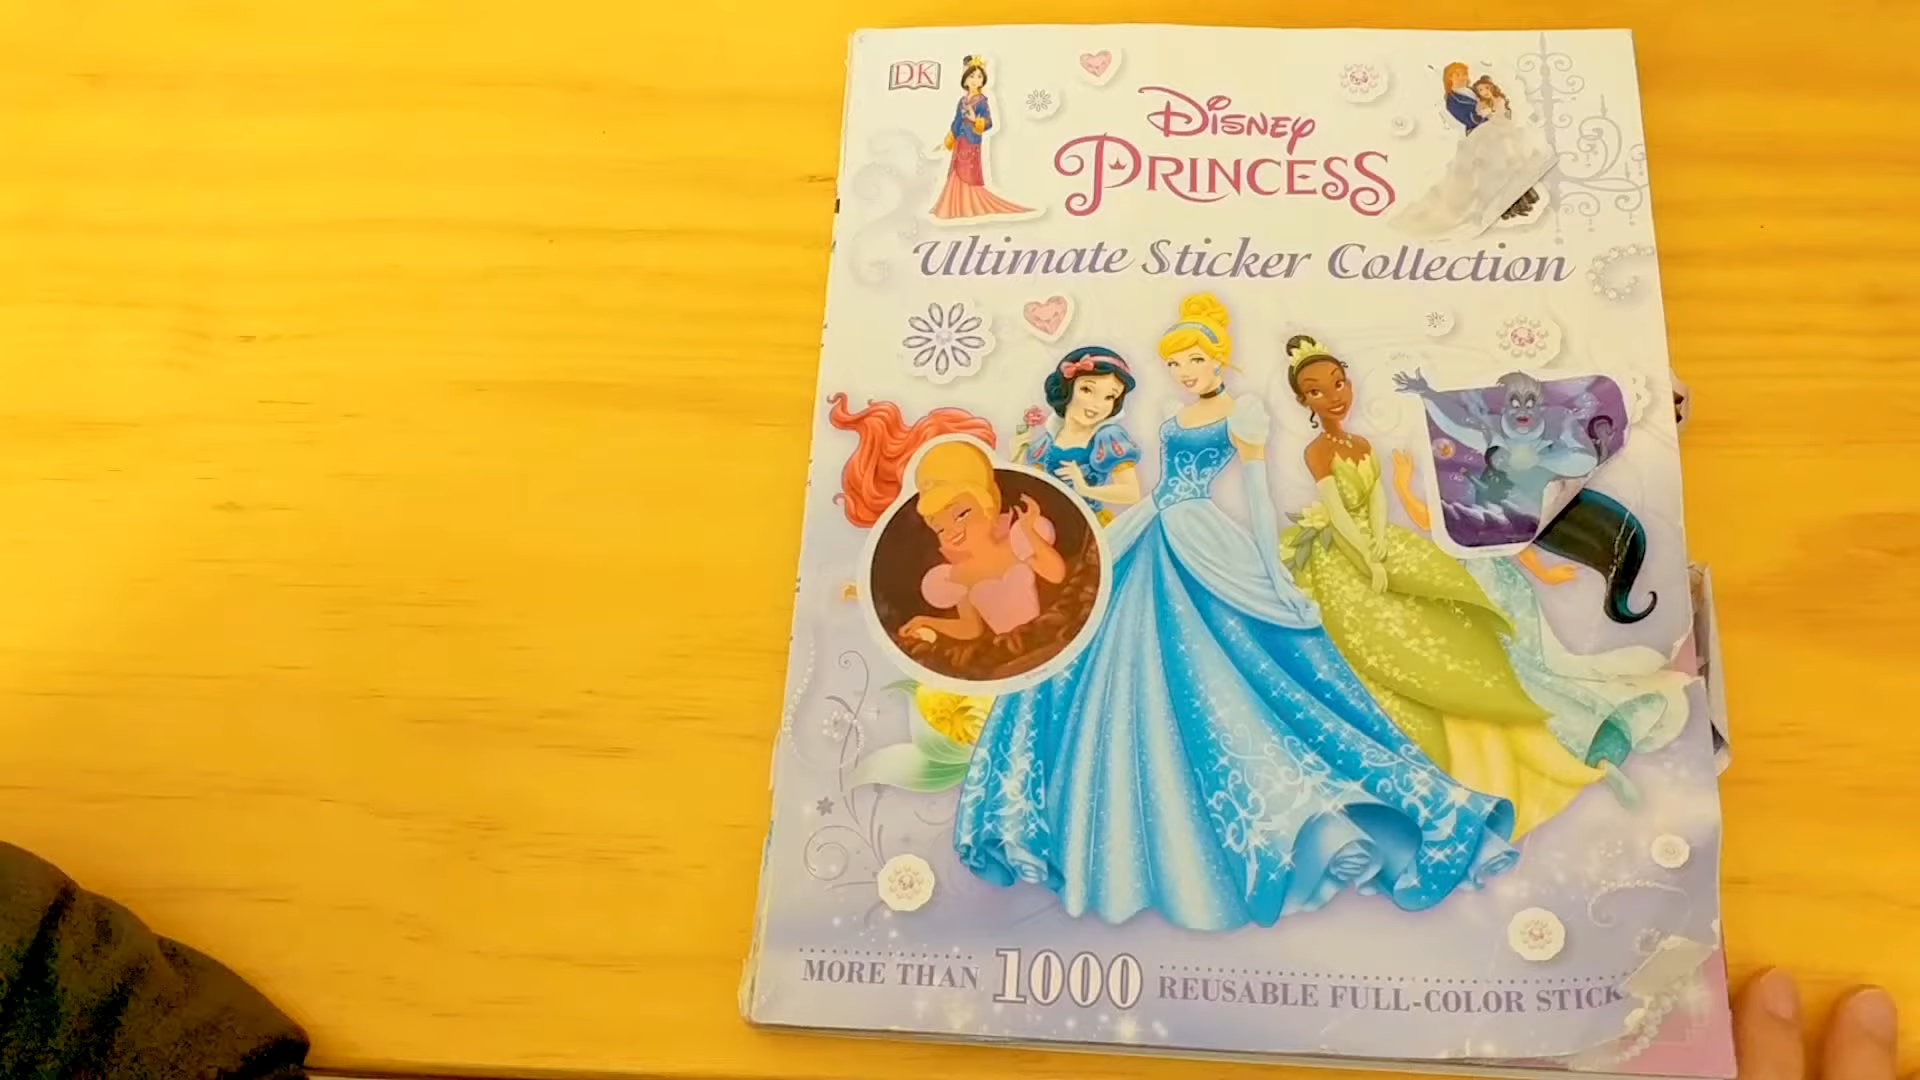 DK
Disney
PRINCESS
Ultimate Sticker Collection
MORE THAN 1000 REUSABLE FULL-COLOR STICK